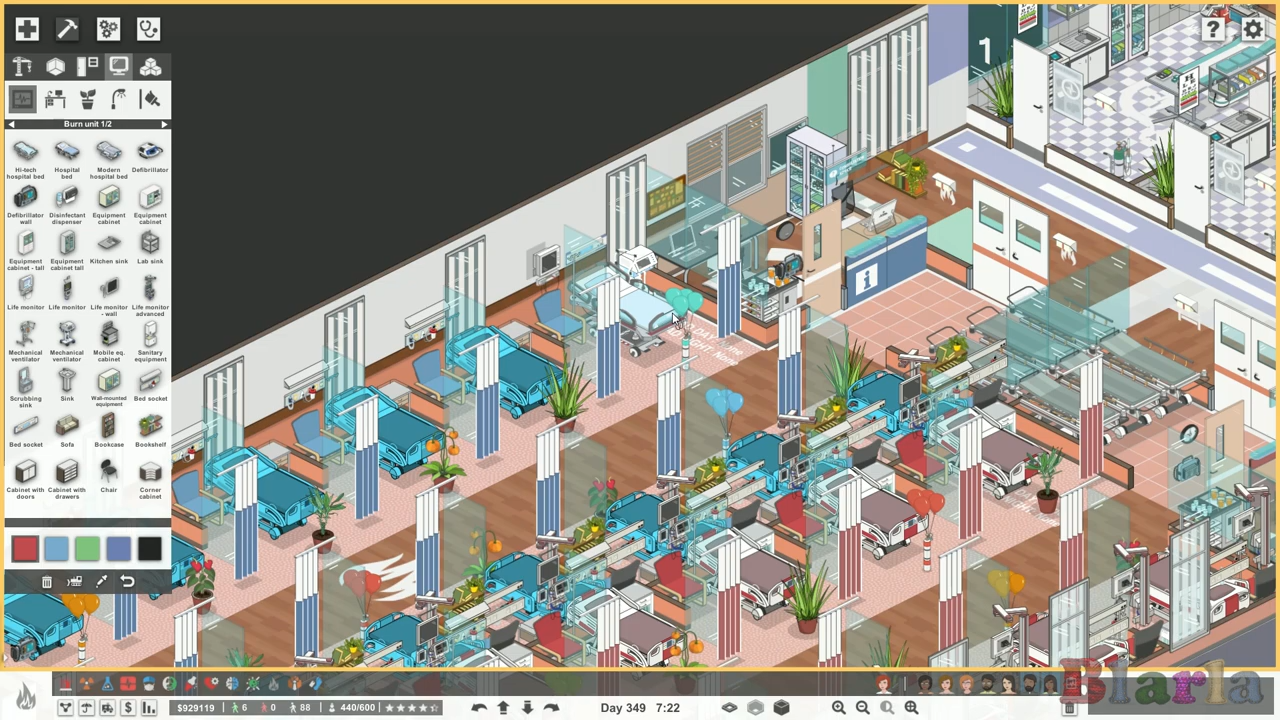 1
?
Burn unit 1/2
Hi-tech hospital bed
Hospital bed
Modern hospital bed
Defibrillator
Defibrillator wall
Disinfectant dispenser
Equipment cabinet
Equipment cabinet
Equipment cabinet - tall
Equipment cabinet tall
Kitchen sink
Lab sink
Life monitor
Life monitor
Life monitor - wall
Life monitor advanced
Mechanical ventilator
Mechanical ventilator
Mobile eq. cabinet
Sanitary equipment
Scrubbing sink
Sink
Wall-mounted equipment
Bed socket
Bed socket
Sofa
Bookcase
Bookshelf
Cabinet with doors
Cabinet with drawers
Chair
Corner cabinet
i
$929119
6
0
88
440/600
Day 349 7:22
Blarla